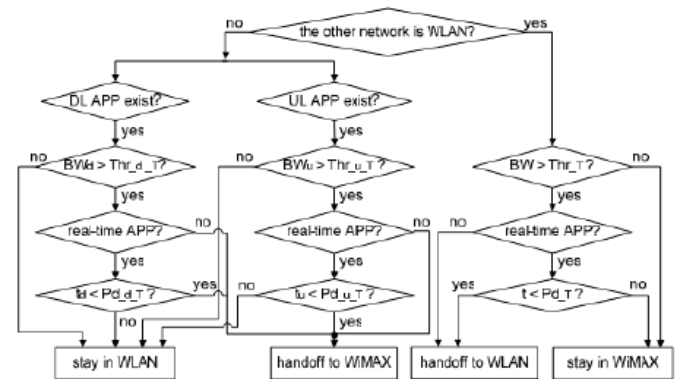 no
the other network is WLAN?
yes
DL APP exist?
UL APP exist?
yes
yes
no
BWd > Thr_d_T?
no
BWu > Thr_u_T?
BW > Thr_T?
no
yes
yes
yes
real-time APP?
no
real-time APP?
no
no
real-time APP?
yes
yes
yes
td < Pd_d_T?
yes
no
tu < Pd_u_T?
yes
t < Pd_T?
no
no
yes
stay in WLAN
handoff to WiMAX
handoff to WLAN
stay in WiMAX